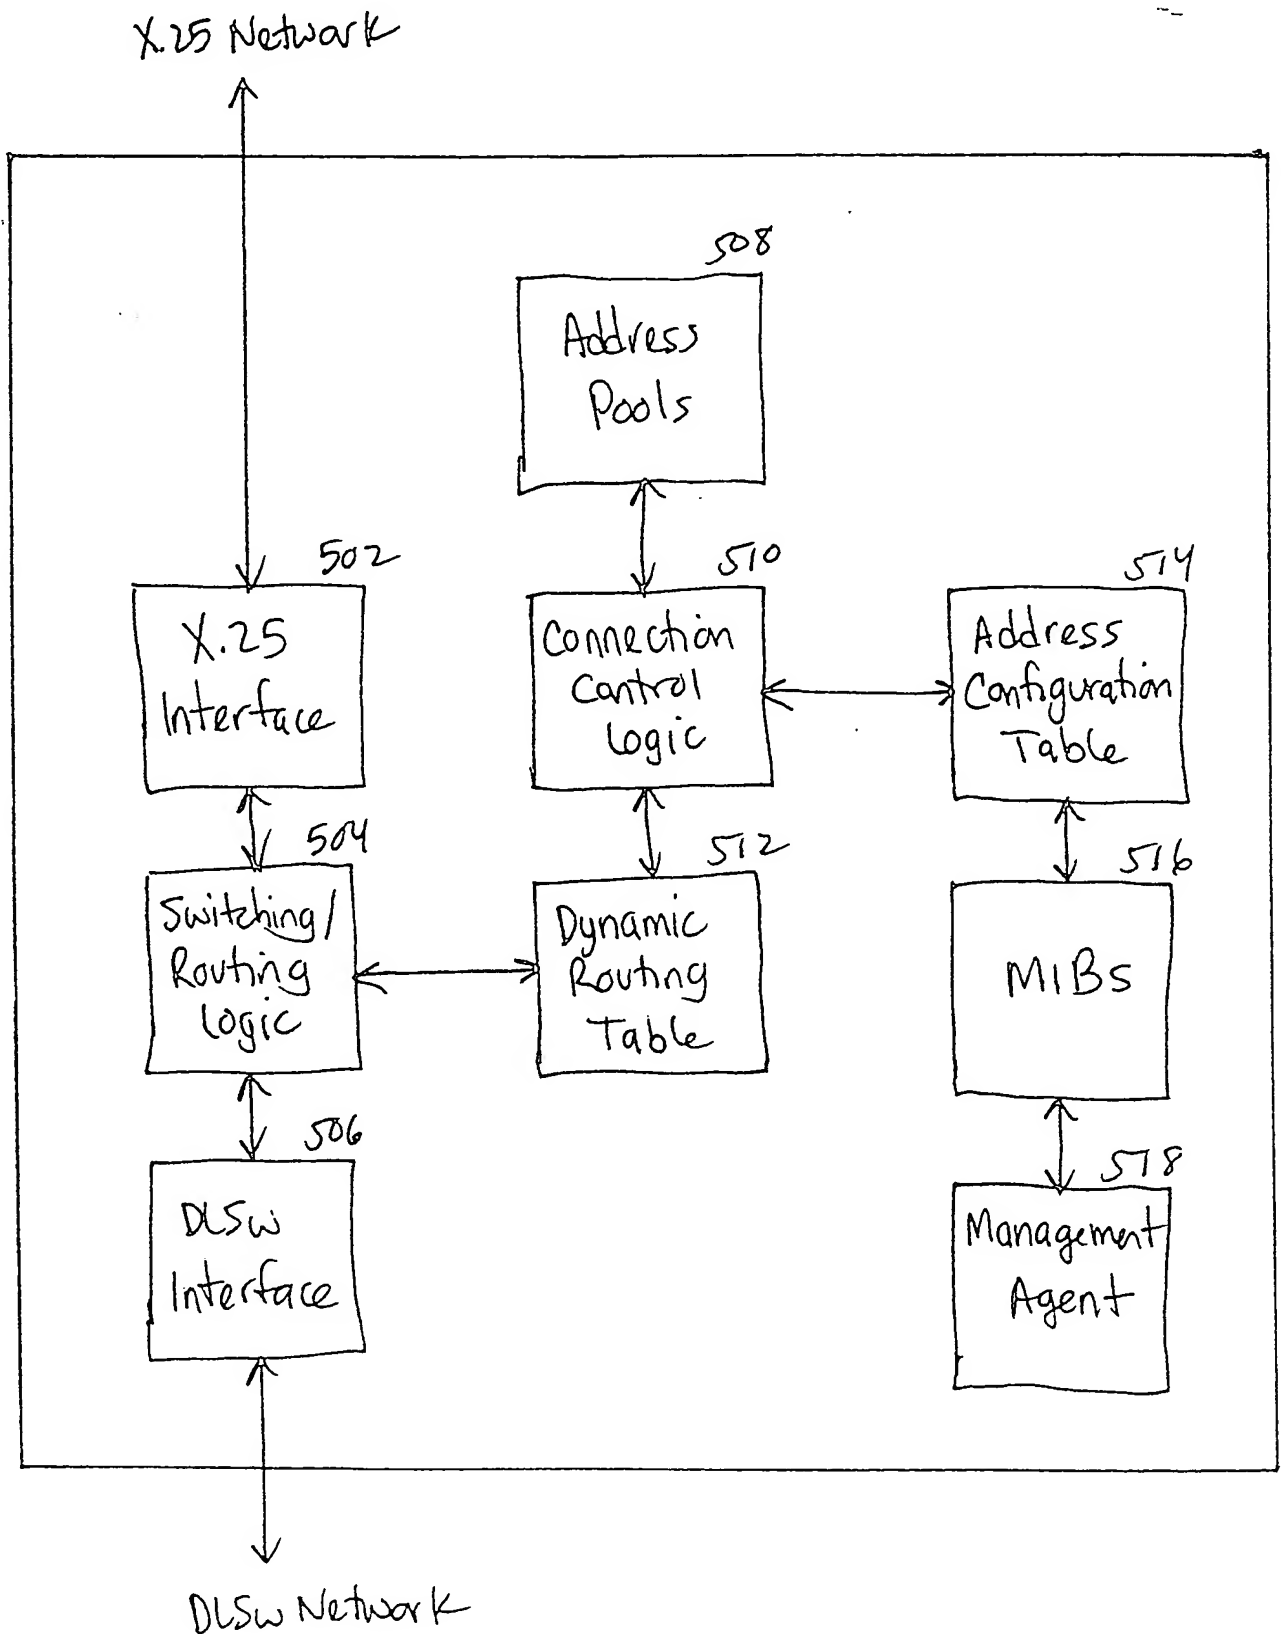 X.25 Network
508
Address
Pools
502
X.25
Interface
510
Connection
Control
Logic
514
Address
Configuration
Table
504
Switching/
Routing
Logic
512
Dynamic
Routing
Table
516
MIBs
506
DLSw
Interface
518
Management
Agent
DLSw Network